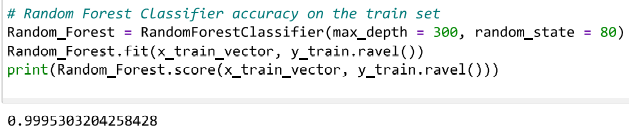 # Random Forest Classifier accuracy on the train set
Random_Forest = RandomForestClassifier(max_depth = 300, random_state = 80)
Random_Forest.fit(x_train_vector, y_train.ravel())
print(Random_Forest.score(x_train_vector, y_train.ravel()))
0.9995303204258428